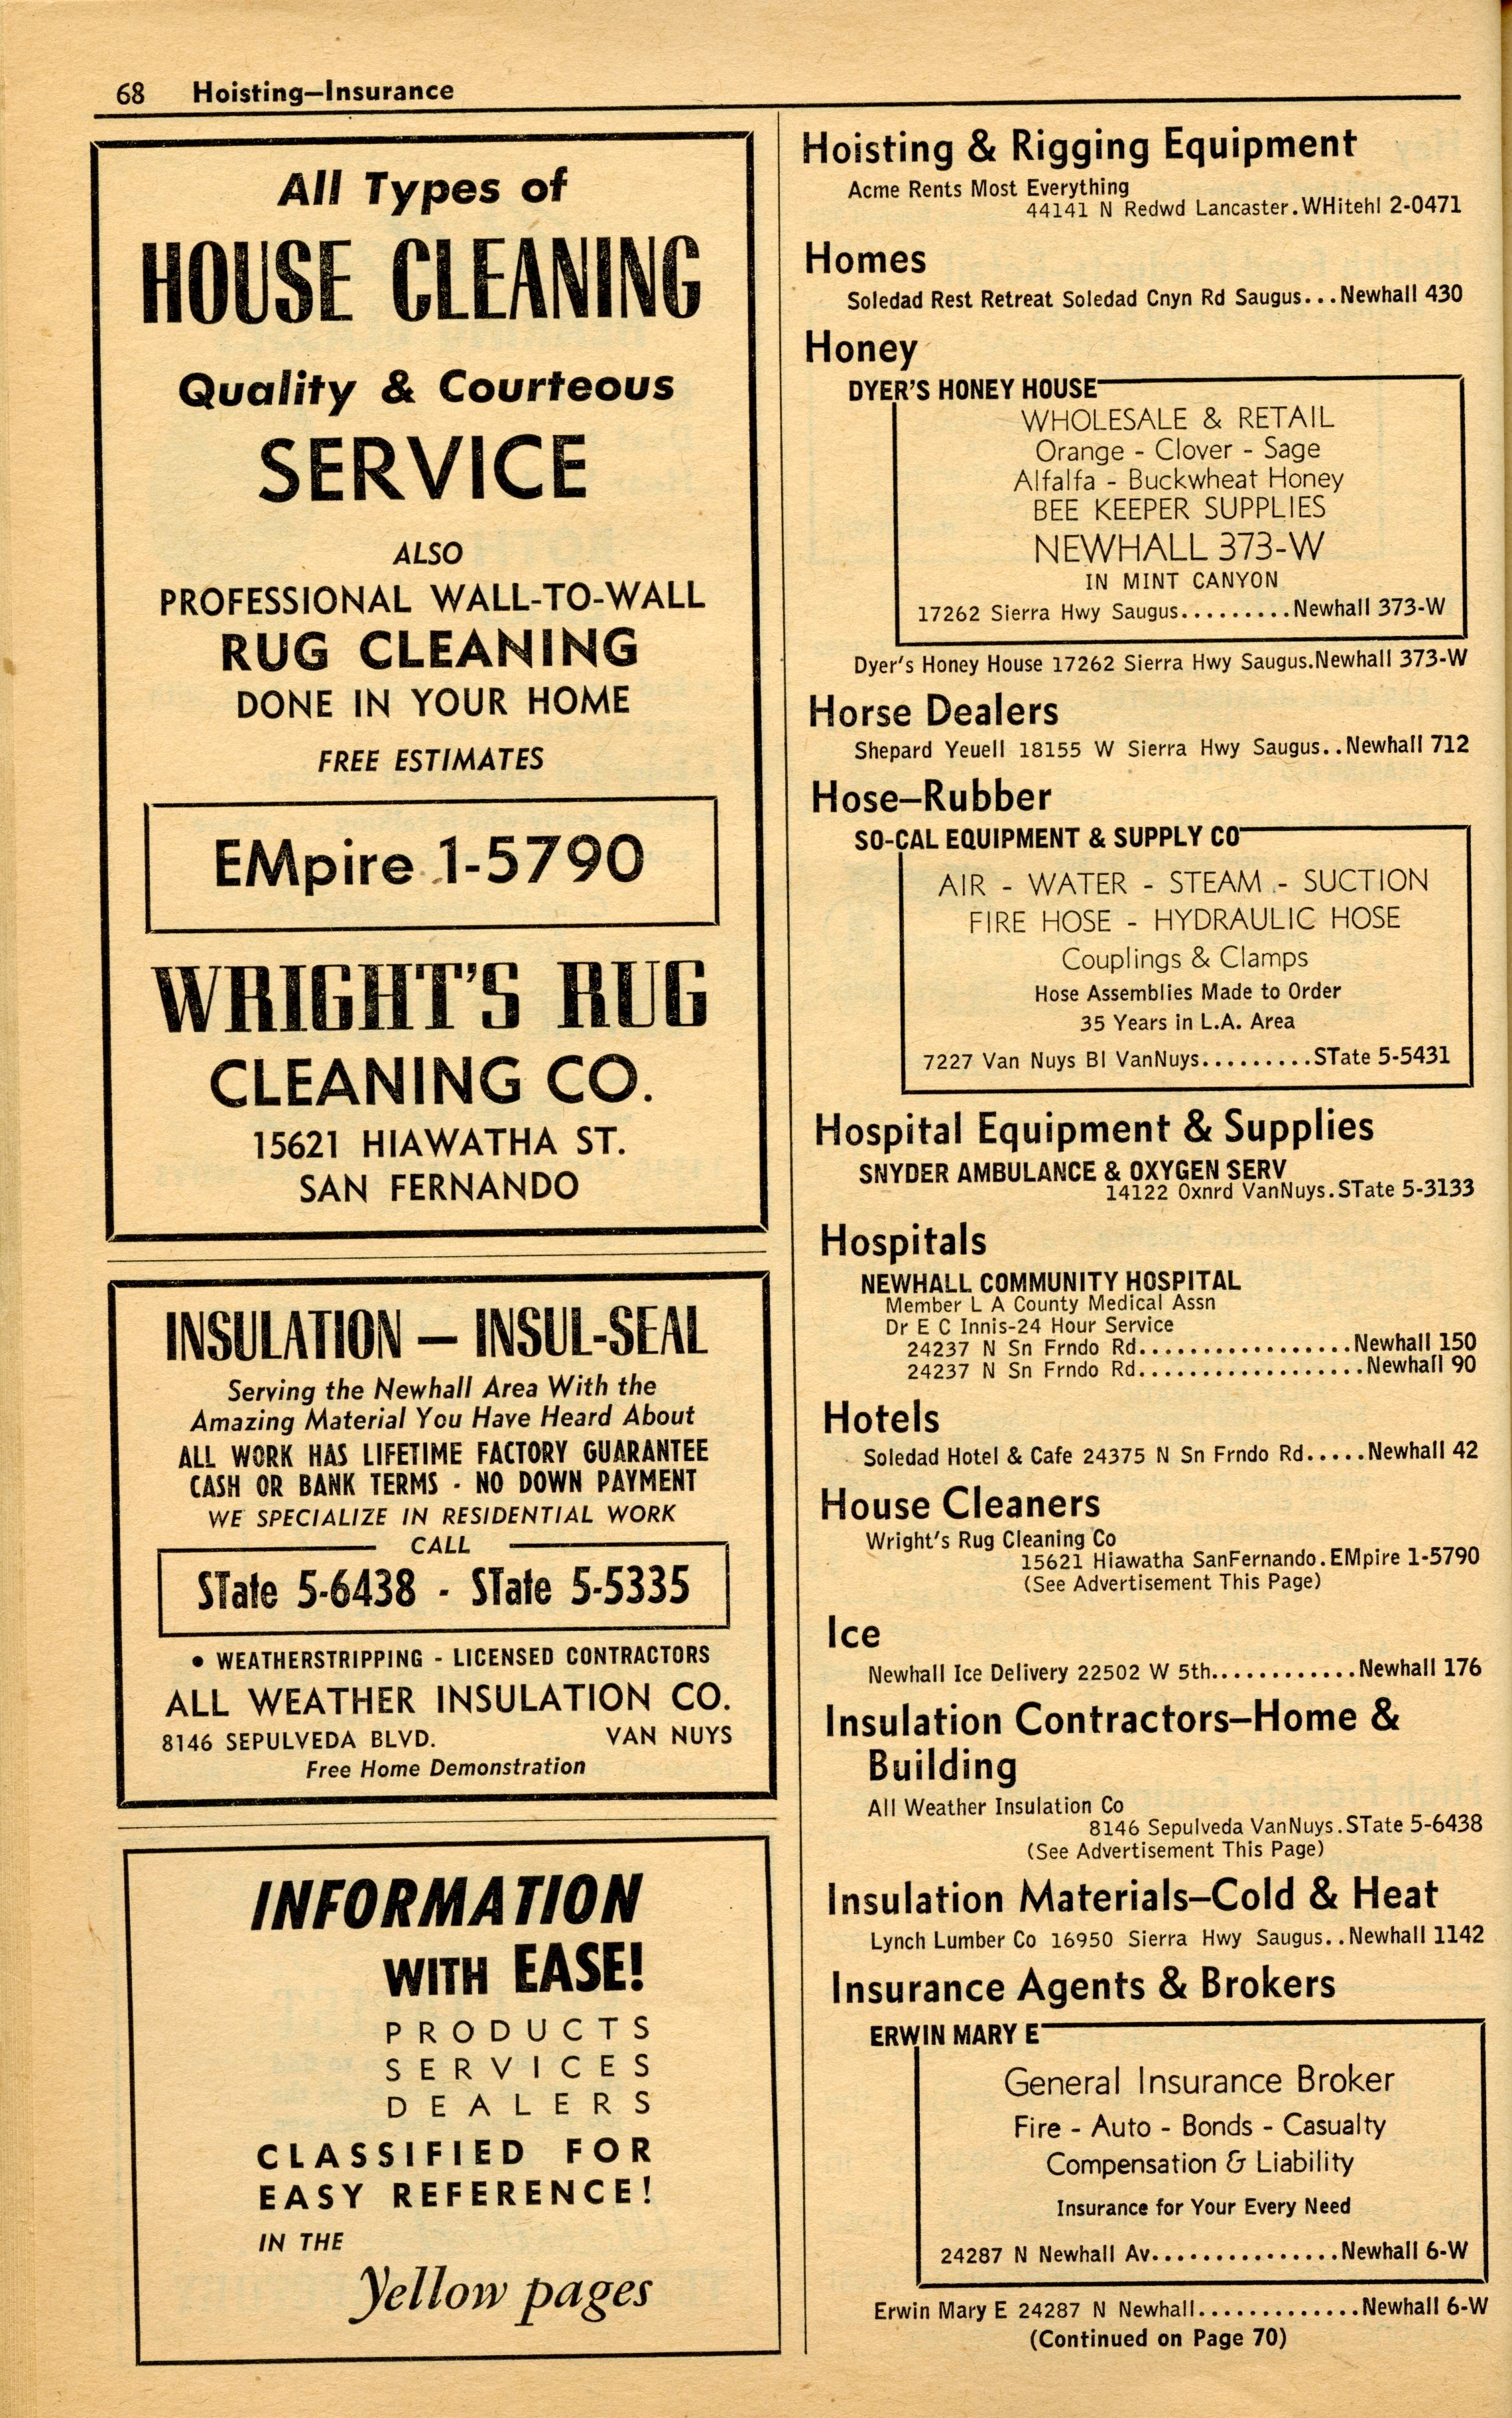 68 Hoisting—Insurance
All Types of
HOUSE CLEANING
Quality & Courteous
SERVICE
ALSO
PROFESSIONAL WALL-TO-WALL
RUG CLEANING
DONE IN YOUR HOME
FREE ESTIMATES
EMpire 1-5790
WRIGHT'S RUG
CLEANING CO.
15621 HIAWATHA ST.
SAN FERNANDO
INSULATION — INSUL-SEAL
Serving the Newhall Area With the
Amazing Material You Have Heard About
ALL WORK HAS LIFETIME FACTORY GUARANTEE
CASH OR BANK TERMS - NO DOWN PAYMENT
WE SPECIALIZE IN RESIDENTIAL WORK
CALL
STate 5-6438 - STate 5-5335
• WEATHERSTRIPPING - LICENSED CONTRACTORS
ALL WEATHER INSULATION CO.
8146 SEPULVEDA BLVD. VAN NUYS
Free Home Demonstration
INFORMATION
WITH EASE!
PRODUCTS
SERVICES
DEALERS
CLASSIFIED FOR
EASY REFERENCE!
IN THE
Yellow pages
Hoisting & Rigging Equipment
Acme Rents Most Everything
44141 N Redwd Lancaster.WHitehl 2-0471
Homes
Soledad Rest Retreat Soledad Cnyn Rd Saugus...Newhall 430
Honey
DYER'S HONEY HOUSE
WHOLESALE & RETAIL
Orange - Clover - Sage
Alfalfa - Buckwheat Honey
BEE KEEPER SUPPLIES
NEWHALL 373-W
IN MINT CANYON
17262 Sierra Hwy Saugus.........Newhall 373-W
Dyer's Honey House 17262 Sierra Hwy Saugus.Newhall 373-W
Horse Dealers
Shepard Yeuell 18155 W Sierra Hwy Saugus..Newhall 712
Hose—Rubber
SO-CAL EQUIPMENT & SUPPLY CO
AIR - WATER - STEAM - SUCTION
FIRE HOSE - HYDRAULIC HOSE
Couplings & Clamps
Hose Assemblies Made to Order
35 Years in L.A. Area
7227 Van Nuys Bl VanNuys.........STate 5-5431
Hospital Equipment & Supplies
SNYDER AMBULANCE & OXYGEN SERV
14122 Oxnrd VanNuys.STate 5-3133
Hospitals
NEWHALL COMMUNITY HOSPITAL
Member L A County Medical Assn
Dr E C Innis-24 Hour Service
24237 N Sn Frndo Rd.................Newhall 150
24237 N Sn Frndo Rd..................Newhall 90
Hotels
Soledad Hotel & Cafe 24375 N Sn Frndo Rd.....Newhall 42
House Cleaners
Wright's Rug Cleaning Co
15621 Hiawatha SanFernando.EMpire 1-5790
(See Advertisement This Page)
Ice
Newhall Ice Delivery 22502 W 5th............Newhall 176
Insulation Contractors—Home &
Building
All Weather Insulation Co
8146 Sepulveda VanNuys.STate 5-6438
(See Advertisement This Page)
Insulation Materials—Cold & Heat
Lynch Lumber Co 16950 Sierra Hwy Saugus..Newhall 1142
Insurance Agents & Brokers
ERWIN MARY E
General Insurance Broker
Fire - Auto - Bonds - Casualty
Compensation & Liability
Insurance for Your Every Need
24287 N Newhall Av...............Newhall 6-W
Erwin Mary E 24287 N Newhall.............Newhall 6-W
(Continued on Page 70)